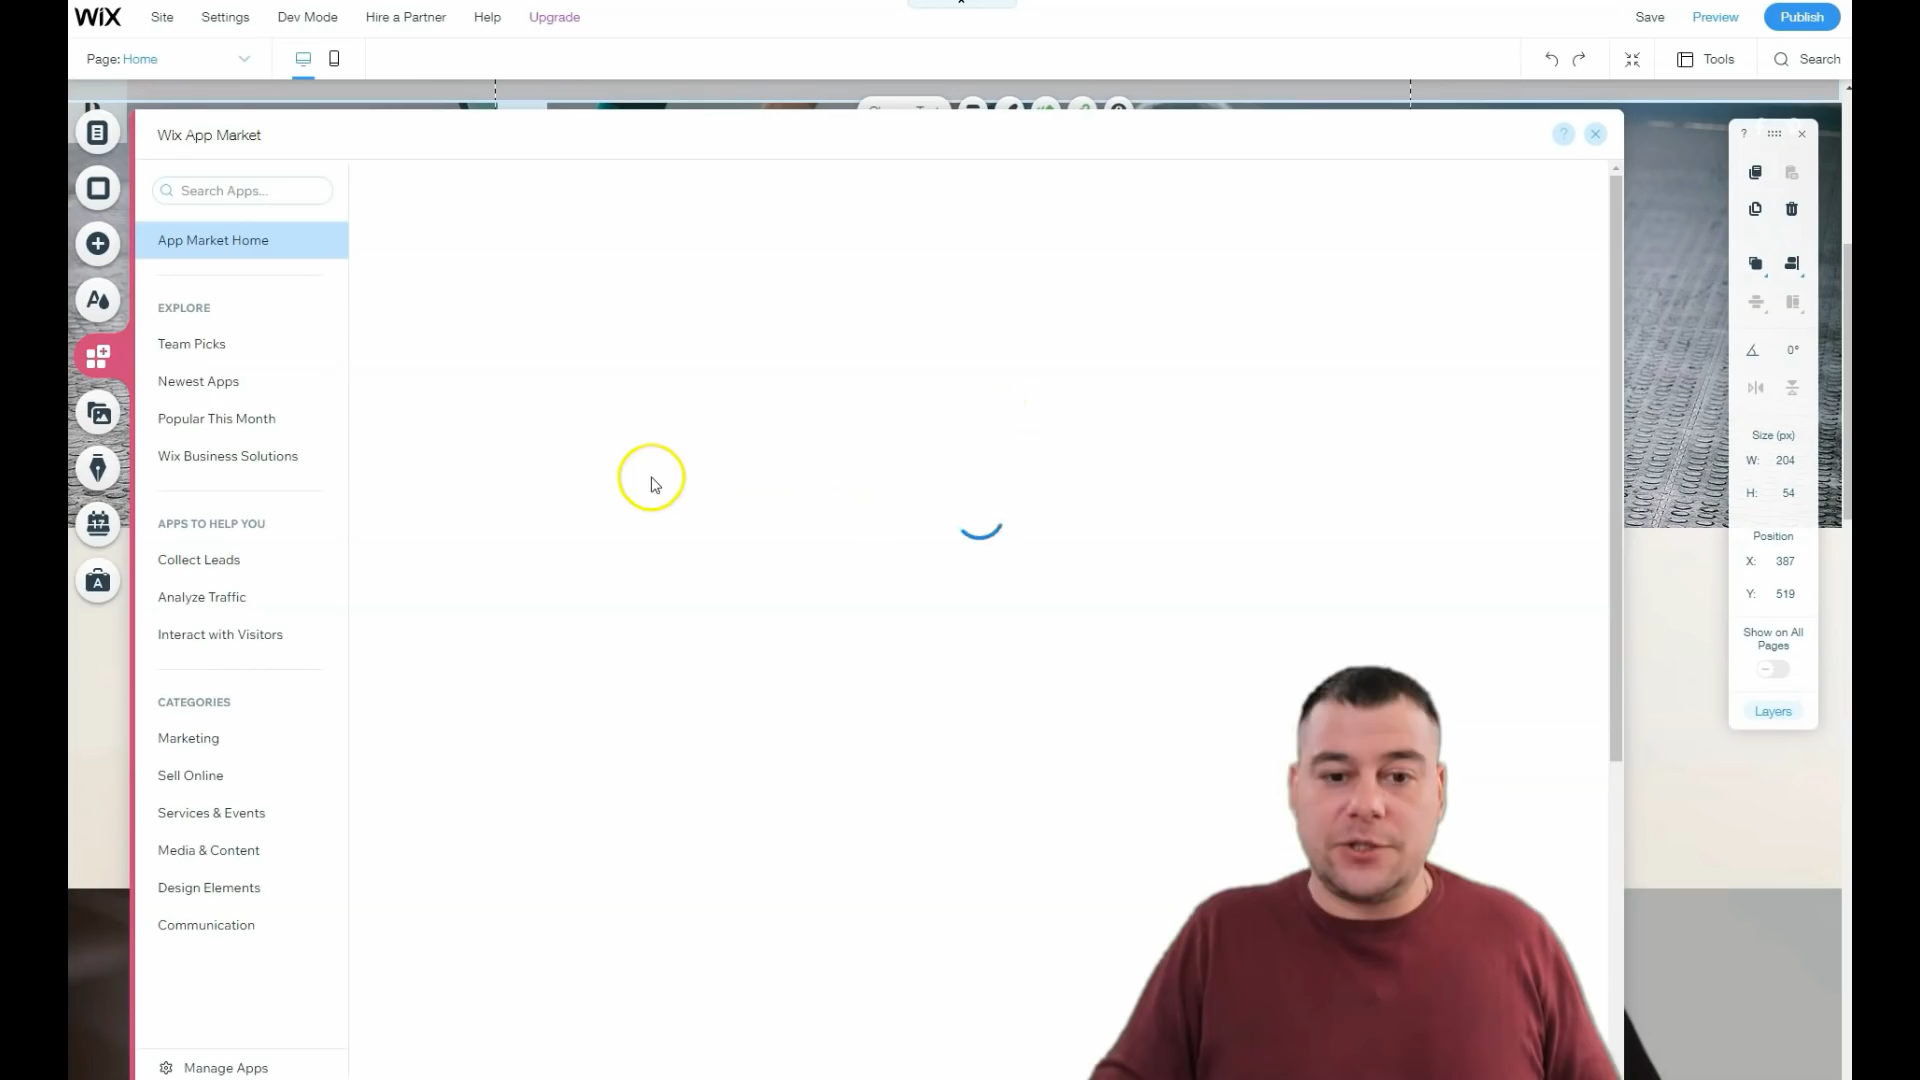 WiX
Site
Settings
Dev Mode
Hire a Partner
Help
Upgrade
Save
Preview
Publish
Page: Home
Tools
Search
Wix App Market
?
Search Apps...
App Market Home
EXPLORE
Team Picks
Newest Apps
Popular This Month
Wix Business Solutions
APPS TO HELP YOU
Collect Leads
Analyze Traffic
Interact with Visitors
CATEGORIES
Marketing
Sell Online
Services & Events
Media & Content
Design Elements
Communication
Manage Apps
?
0°
Size (px)
W: 204
H: 54
Position
X: 387
Y: 519
Show on All
Pages
Layers
17
A
A